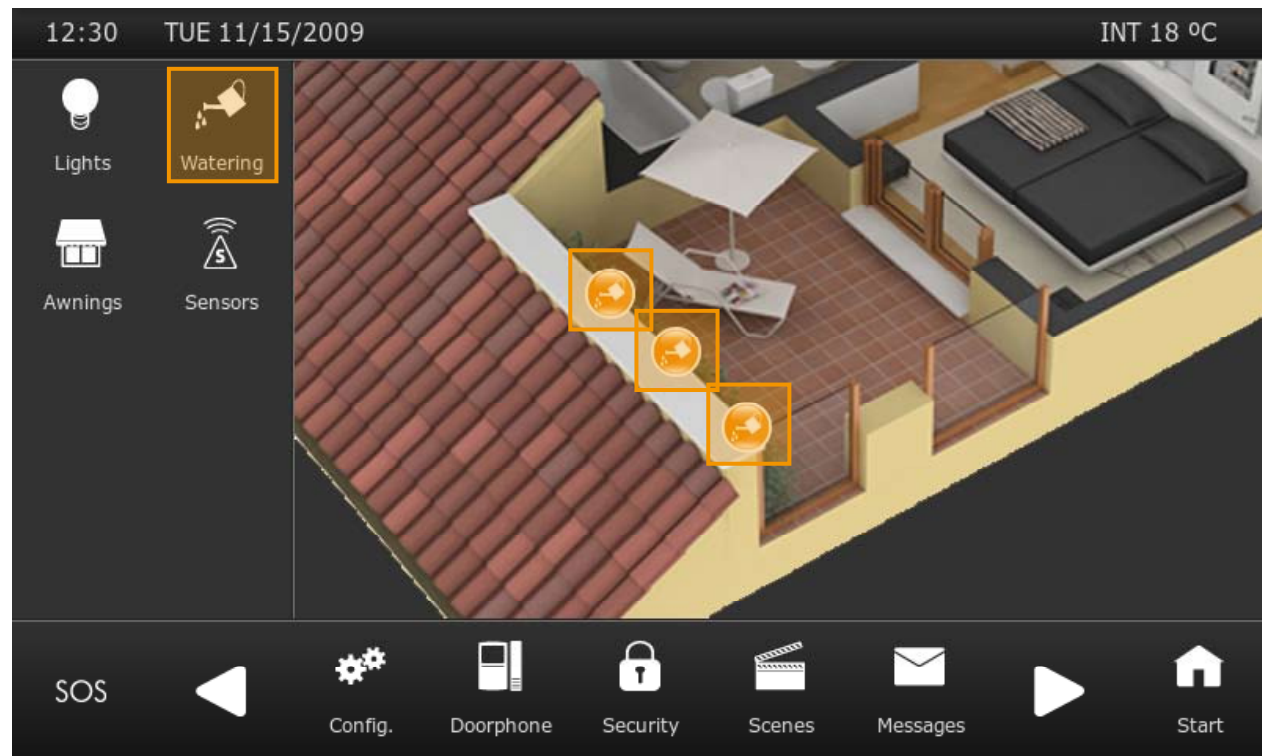 12:30 TUE 11/15/2009 INT 18 ºC
Lights Watering
S
Awnings Sensors
SOS
Config. Doorphone Security Scenes Messages Start